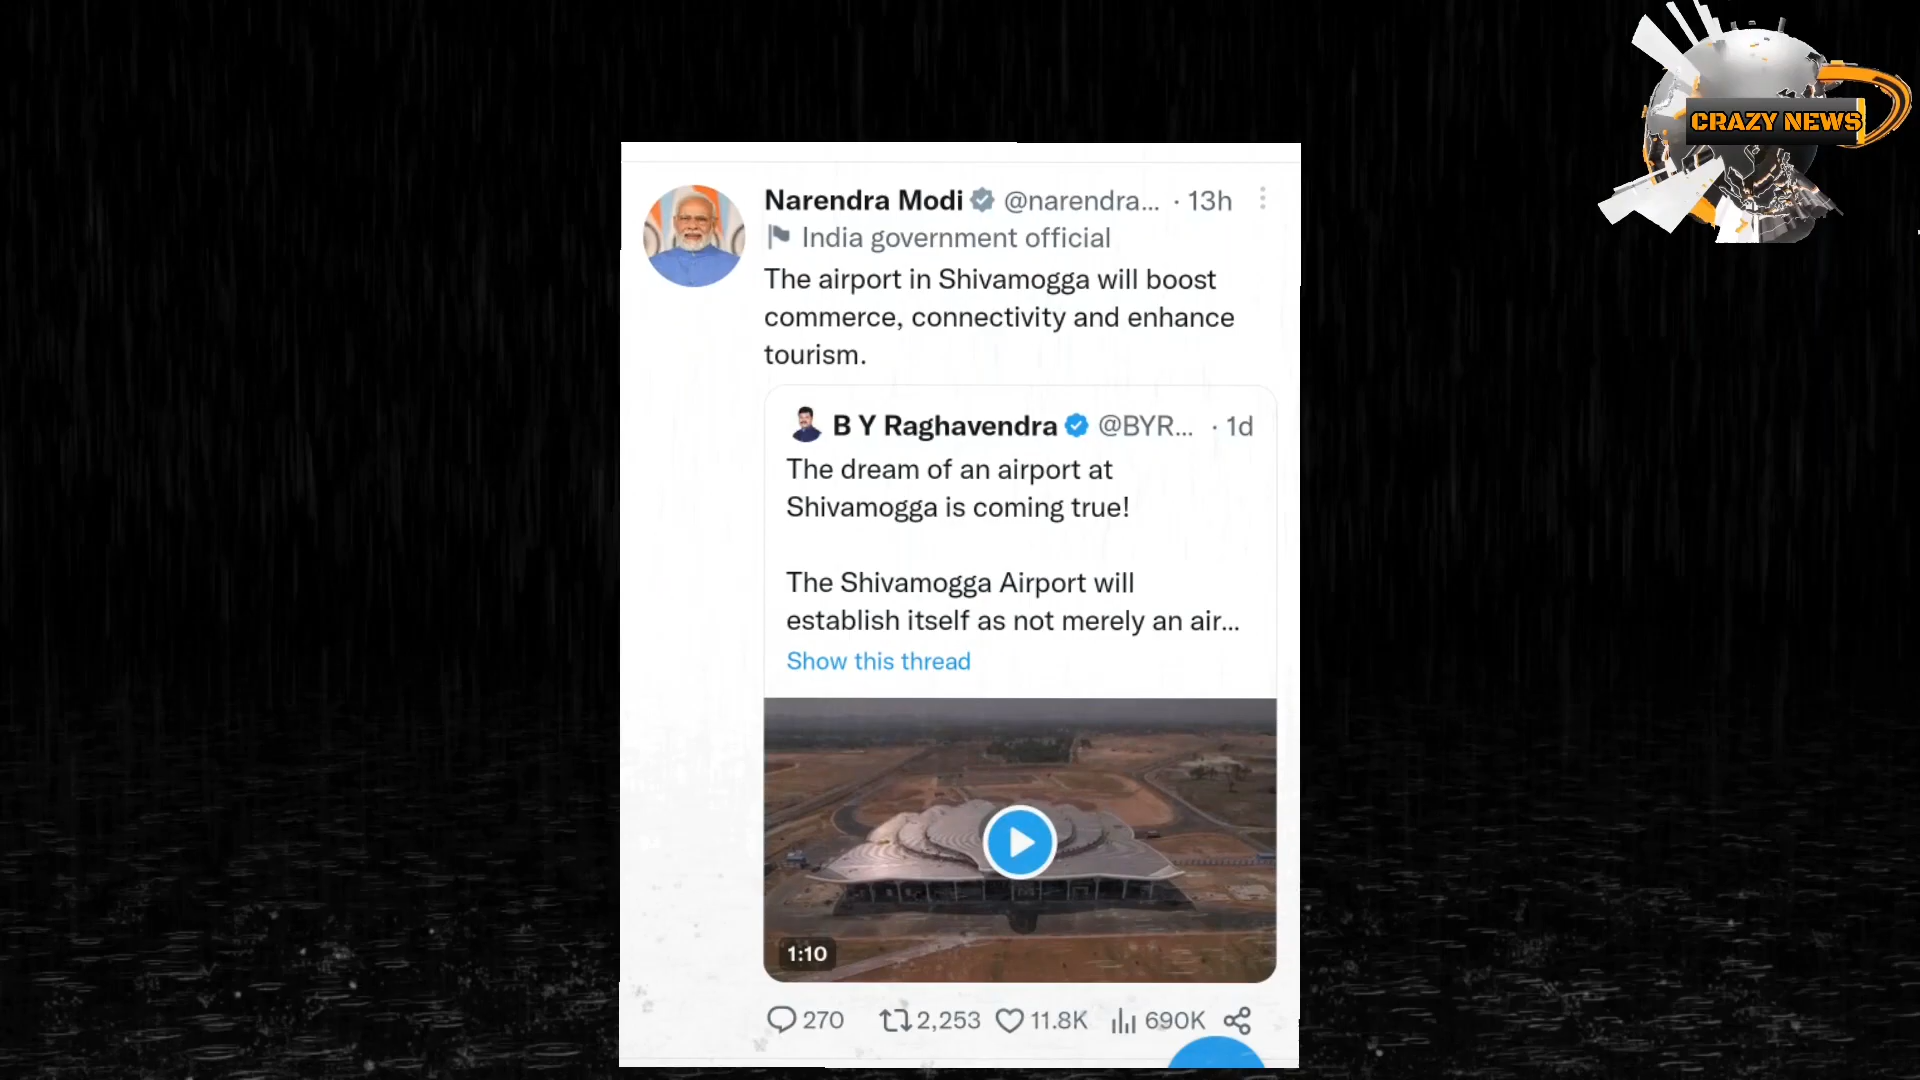 CRAZY NEWS
Narendra Modi @narendra... · 13h
India government official
The airport in Shivamogga will boost
commerce, connectivity and enhance
tourism.
B Y Raghavendra @BYR... · 1d
The dream of an airport at
Shivamogga is coming true!
The Shivamogga Airport will
establish itself as not merely an air...
Show this thread
1:10
270 2,253 11.8K 690K